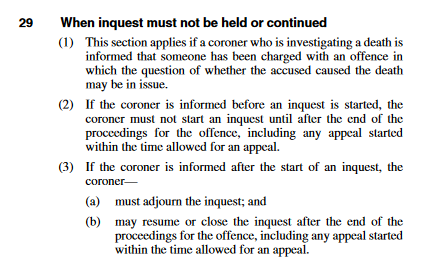 29 When inquest must not be held or continued
(1) This section applies if a coroner who is investigating a death is
informed that someone has been charged with an offence in
which the question of whether the accused caused the death
may be in issue.
(2) If the coroner is informed before an inquest is started, the
coroner must not start an inquest until after the end of the
proceedings for the offence, including any appeal started
within the time allowed for an appeal.
(3) If the coroner is informed after the start of an inquest, the
coroner—
(a) must adjourn the inquest; and
(b) may resume or close the inquest after the end of the
proceedings for the offence, including any appeal started
within the time allowed for an appeal.